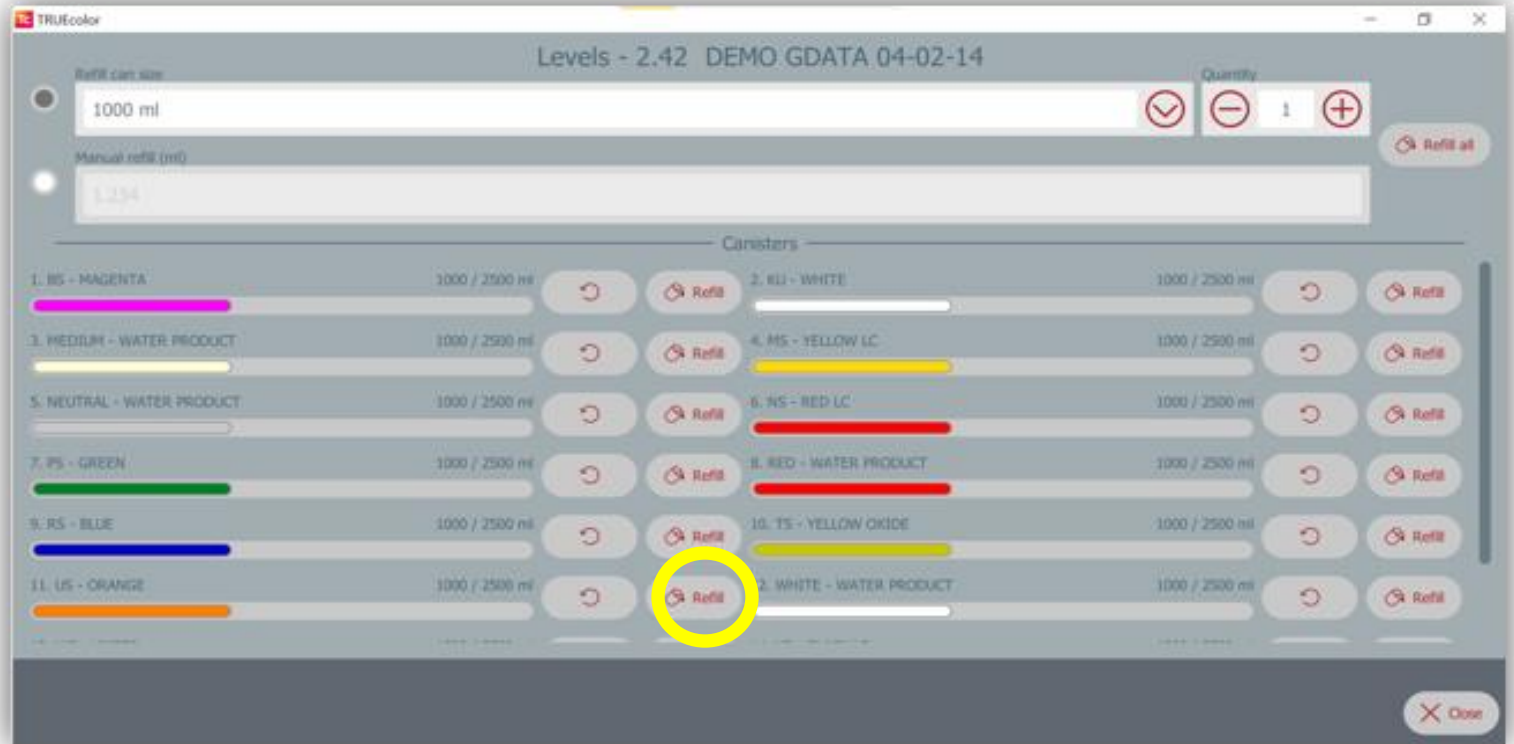 TRUEcolor
Levels - 2.42 DEMO GDATA 04-02-14
Refill can size
Quantity
1000 ml
1
Refill all
Manual refill (ml)
1.234
Canisters
1. BS - MAGENTA 1000 / 2500 ml Refill
2. KU - WHITE 1000 / 2500 ml Refill
3. MEDIUM - WATER PRODUCT 1000 / 2500 ml Refill
4. MS - YELLOW LC 1000 / 2500 ml Refill
5. NEUTRAL - WATER PRODUCT 1000 / 2500 ml Refill
6. NS - RED LC 1000 / 2500 ml Refill
7. PS - GREEN 1000 / 2500 ml Refill
8. RED - WATER PRODUCT 1000 / 2500 ml Refill
9. RS - BLUE 1000 / 2500 ml Refill
10. TS - YELLOW OXIDE 1000 / 2500 ml Refill
11. US - ORANGE 1000 / 2500 ml Refill
2. WHITE - WATER PRODUCT 1000 / 2500 ml Refill
Close